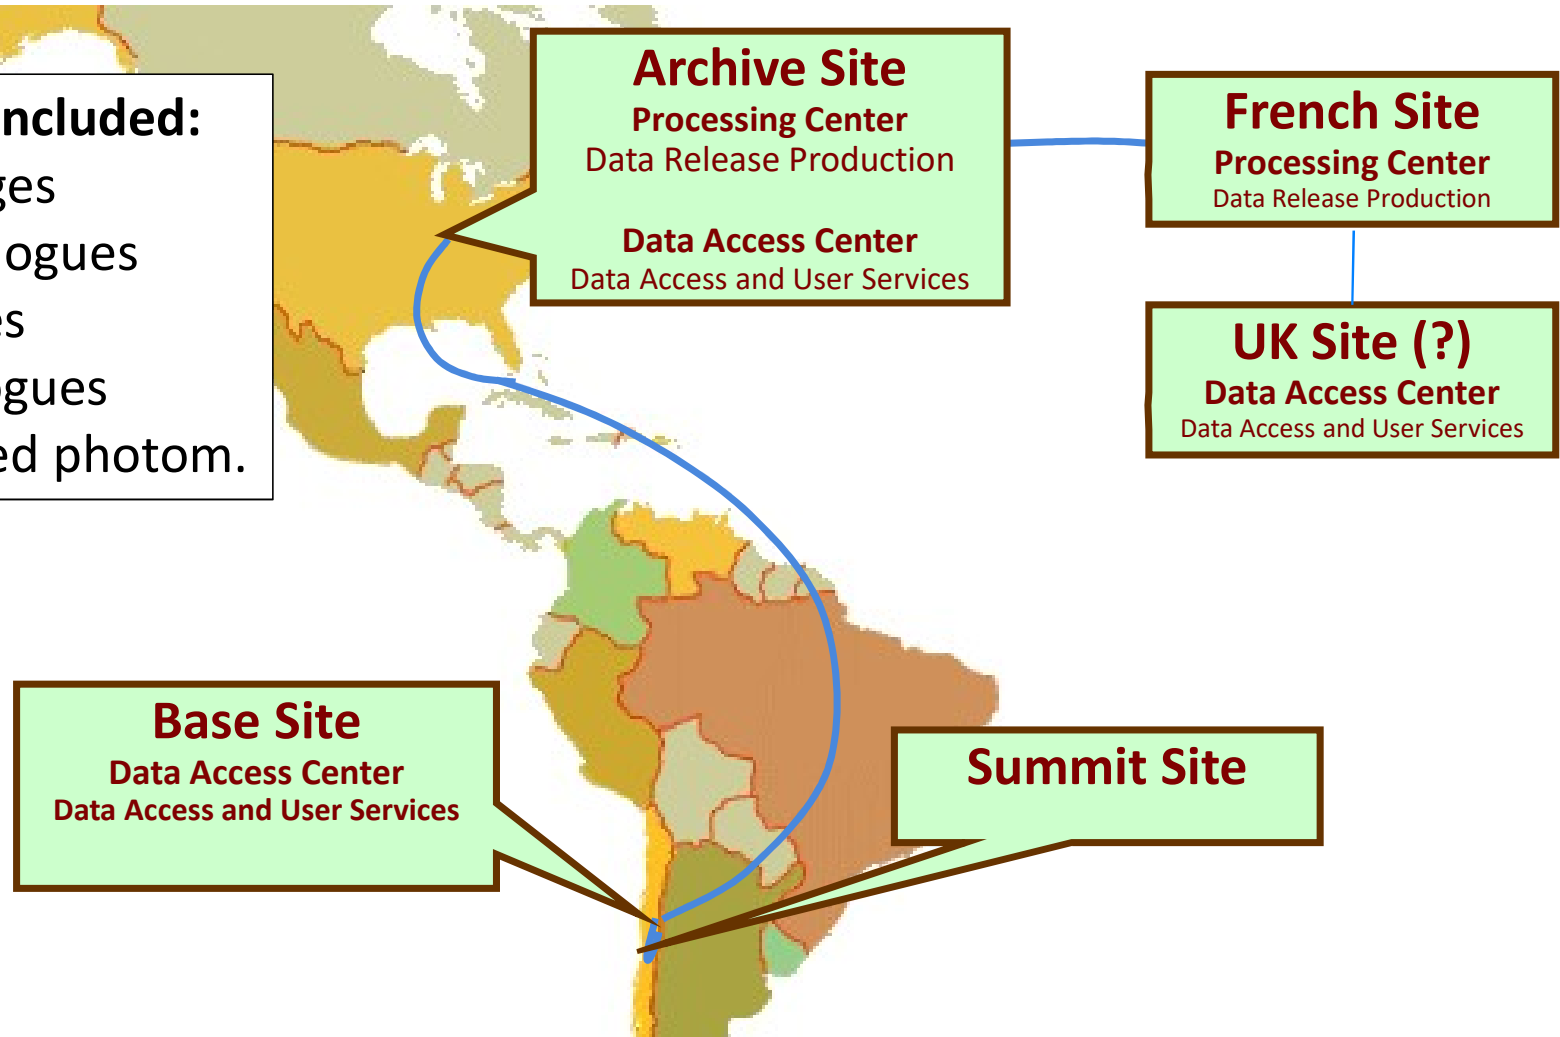 ncluded:
ges
ogues
es
ogues
ed photom.
Archive Site
Processing Center
Data Release Production
Data Access Center
Data Access and User Services
French Site
Processing Center
Data Release Production
UK Site (?)
Data Access Center
Data Access and User Services
Base Site
Data Access Center
Data Access and User Services
Summit Site